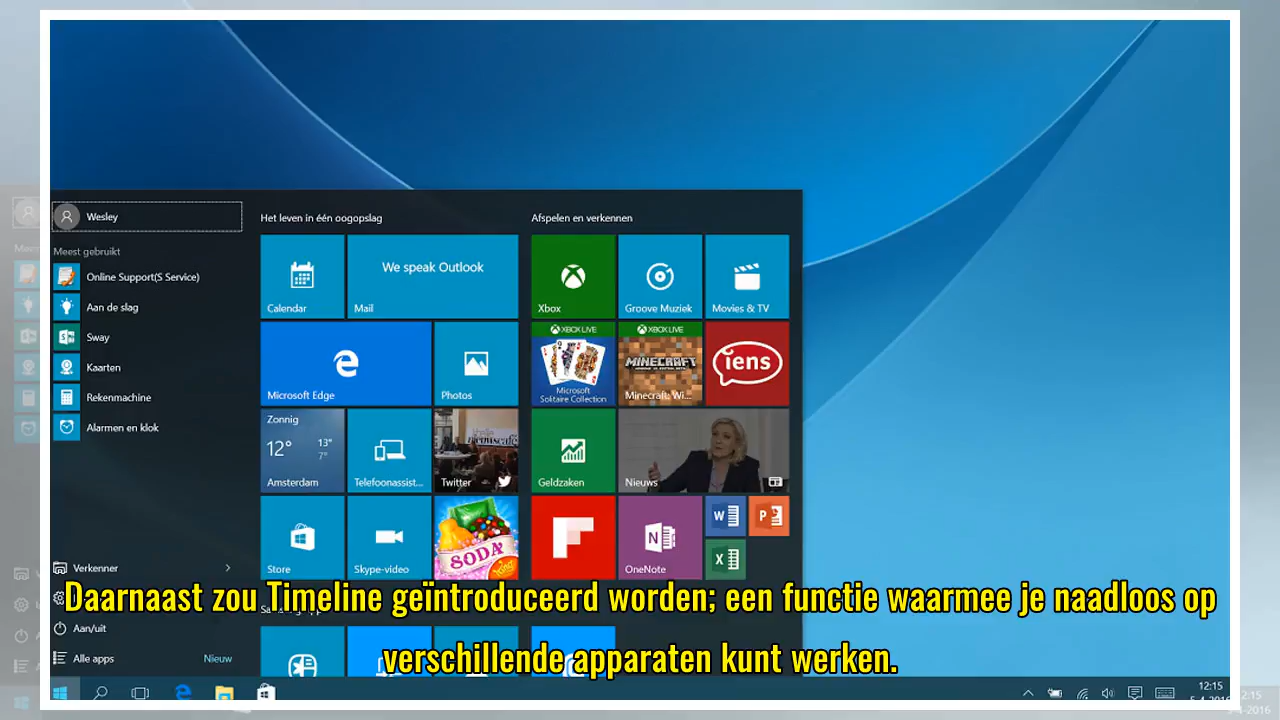 Wesley
Het leven in één oogopslag
Afspelen en verkennen
Meest gebruikt
Online Support(S Service)
Aan de slag
Sway
Kaarten
Rekenmachine
Alarmen en klok
We speak Outlook
Calendar
Mail
Xbox
Groove Muziek
Movies & TV
Microsoft Edge
Photos
XBOX LIVE
Microsoft
Solitaire Collection
XBOX LIVE
MINECRAFT
Minecraft: Wi...
iens
Zonnig
12°
13°
7°
Amsterdam
Telefoonassist...
Twitter
Geldzaken
Nieuws
Store
Skype-video
SODA
OneNote
Verkenner
Aan/uit
Alle apps
Nieuw
Daarnaast zou Timeline geïntroduceerd worden; een functie waarmee je naadloos op
verschillende apparaten kunt werken.
12:15
5-4-2016